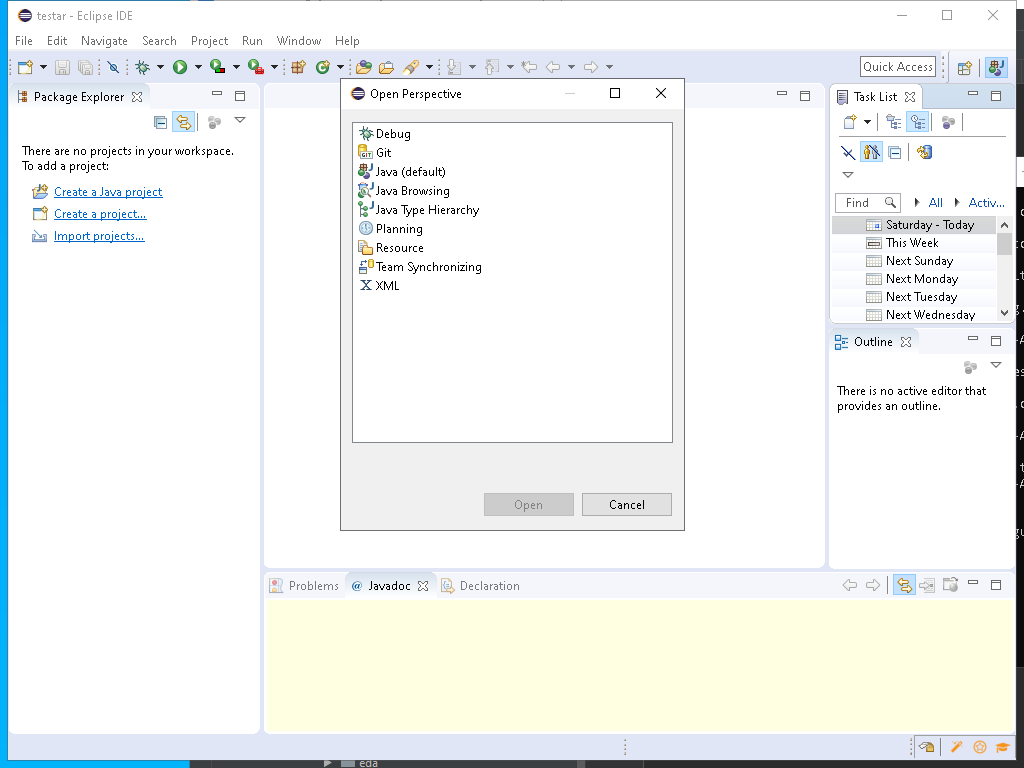 testar - Eclipse IDE
File Edit Navigate Search Project Run Window Help
Quick Access
Package Explorer
There are no projects in your workspace.
To add a project:
Create a Java project
Create a project...
Import projects...
Open Perspective
Debug
Git
Java (default)
Java Browsing
Java Type Hierarchy
Planning
Resource
Team Synchronizing
XML
Open Cancel
Task List
Find All Activ...
Saturday - Today
This Week
Next Sunday
Next Monday
Next Tuesday
Next Wednesday
Outline
There is no active editor that
provides an outline.
Problems @ Javadoc Declaration
eda